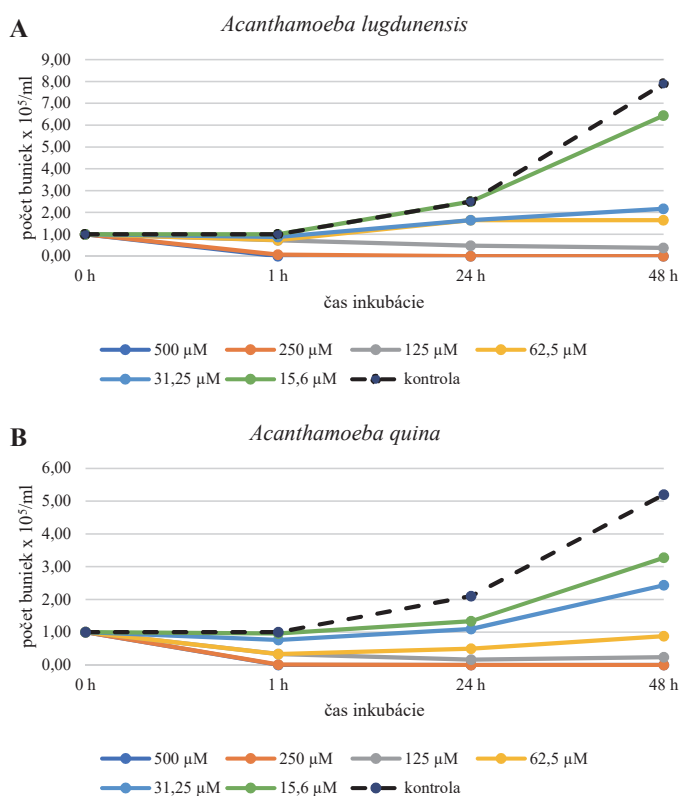 A
Acanthamoeba lugdunensis
počet buniek x 10⁵/ml
9,00
8,00
7,00
6,00
5,00
4,00
3,00
2,00
1,00
0,00
0 h 1 h 24 h 48 h
čas inkubácie
500 µM 250 µM 125 µM 62,5 µM
31,25 µM 15,6 µM kontrola
B
Acanthamoeba quina
počet buniek x 10⁵/ml
6,00
5,00
4,00
3,00
2,00
1,00
0,00
0 h 1 h 24 h 48 h
čas inkubácie
500 µM 250 µM 125 µM 62,5 µM
31,25 µM 15,6 µM kontrola